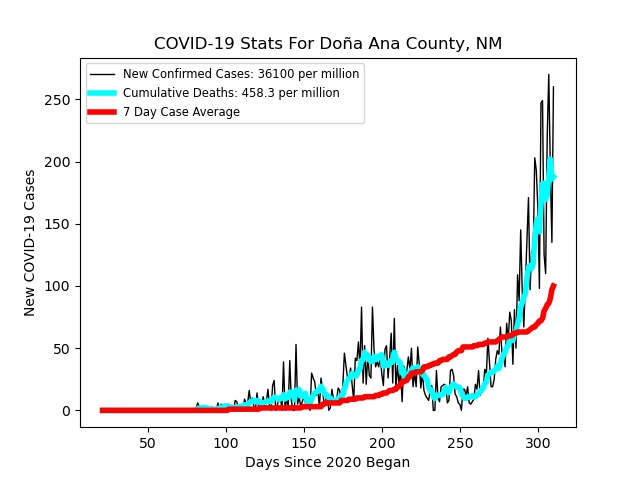 COVID-19 Stats For Doña Ana County, NM
New Confirmed Cases: 36100 per million
Cumulative Deaths: 458.3 per million
7 Day Case Average
New COVID-19 Cases
250
200
150
100
50
0
50 100 150 200 250 300
Days Since 2020 Began